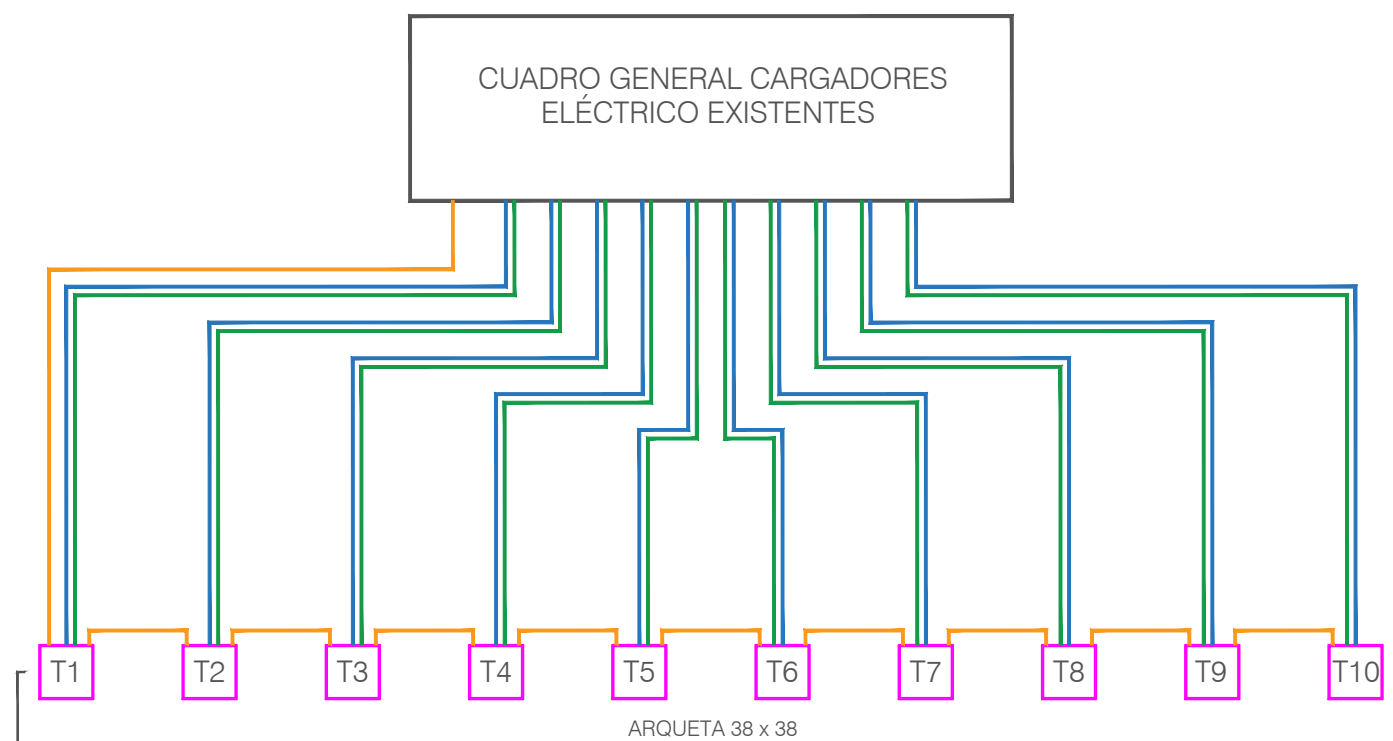 CUADRO GENERAL CARGADORES
ELÉCTRICO EXISTENTES
T1 T2 T3 T4 T5 T6 T7 T8 T9 T10
ARQUETA 38 x 38